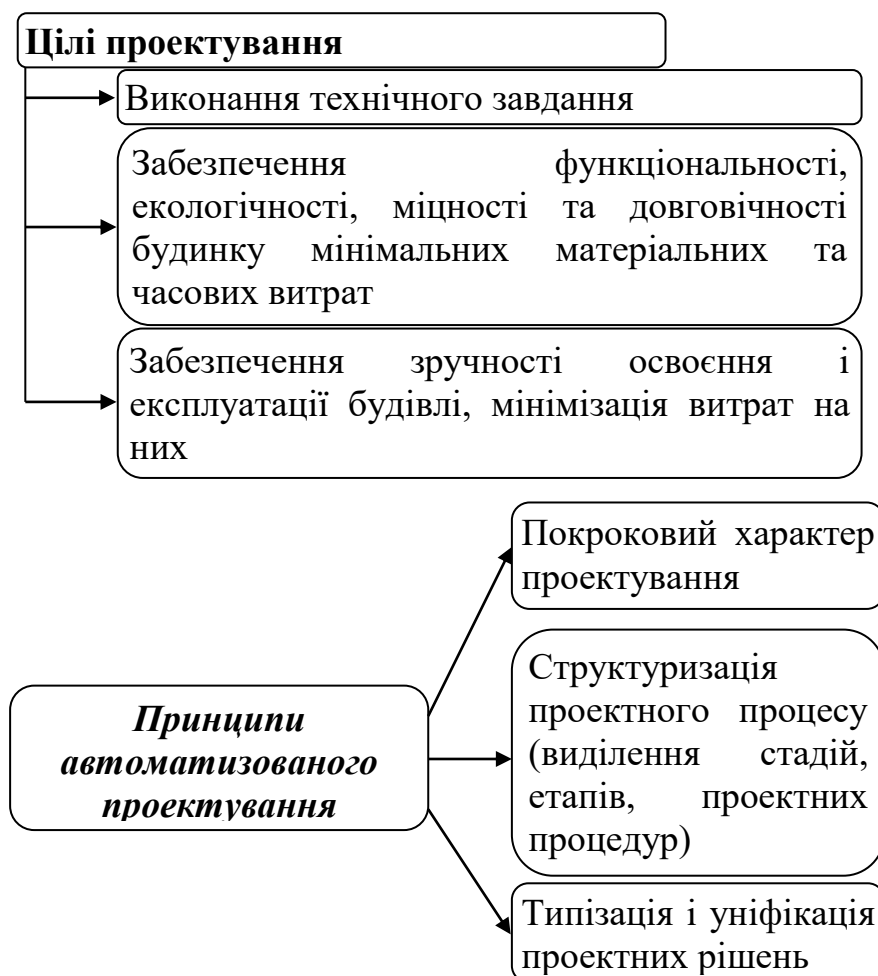 Цілі проектування
Виконання технічного завдання
Забезпечення функціональності,
екологічності, міцності та довговічності
будинку мінімальних матеріальних та
часових витрат
Забезпечення зручності освоєння і
експлуатації будівлі, мінімізація витрат на
них
Покроковий характер
проектування
Принципи
автоматизованого
проектування
Структуризація
проектного процесу
(виділення стадій,
етапів, проектних
процедур)
Типізація і уніфікація
проектних рішень